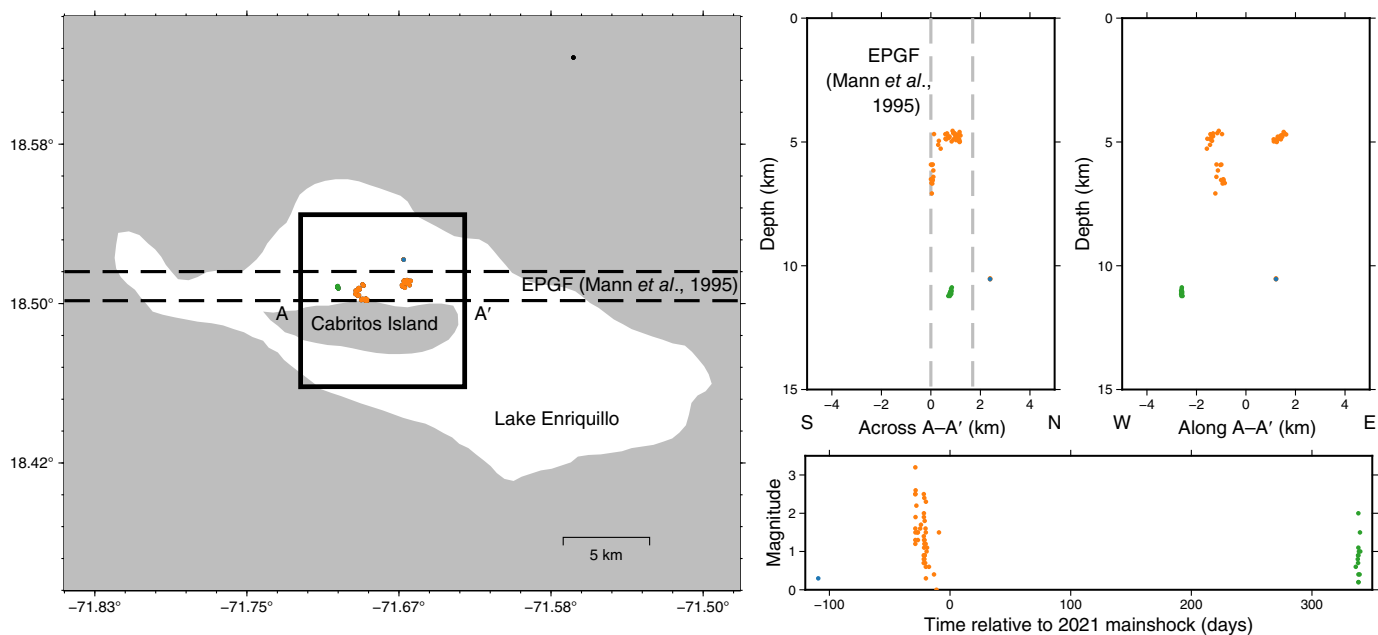 18.58°
18.50°
18.42°
−71.83°
−71.75°
−71.67°
−71.58°
−71.50°
EPGF (Mann et al., 1995)
A
A′
Cabritos Island
Lake Enriquillo
5 km
0
5
10
15
Depth (km)
EPGF
(Mann et al.,
1995)
−4
−2
0
2
4
S
Across A–A′ (km)
N
0
5
10
15
Depth (km)
−4
−2
0
2
4
W
Along A–A′ (km)
E
3
2
1
0
Magnitude
−100
0
100
200
300
Time relative to 2021 mainshock (days)